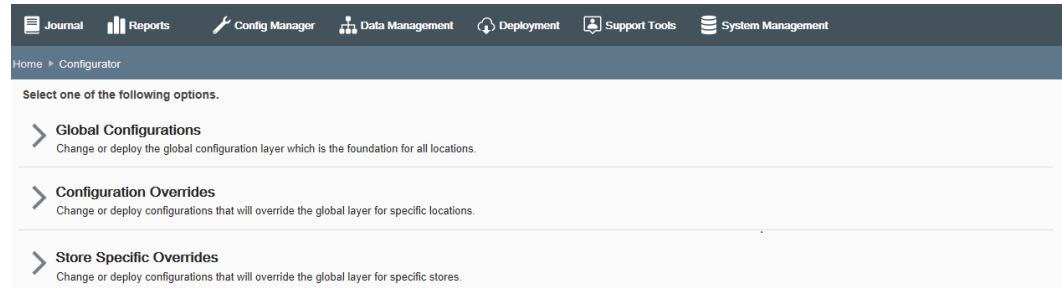 Journal Reports Config Manager Data Management Deployment Support Tools System Management
Home Configurator
Select one of the following options.
Global Configurations
Change or deploy the global configuration layer which is the foundation for all locations.
Configuration Overrides
Change or deploy configurations that will override the global layer for specific locations.
Store Specific Overrides
Change or deploy configurations that will override the global layer for specific stores.